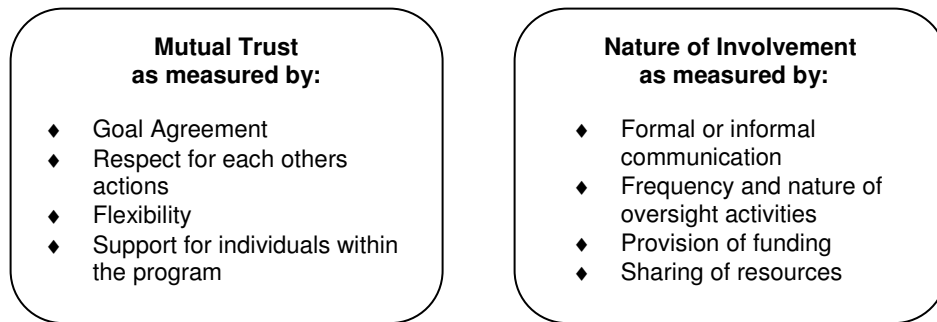 Mutual Trust
as measured by:
♦ Goal Agreement
♦ Respect for each others
actions
♦ Flexibility
♦ Support for individuals within
the program
Nature of Involvement
as measured by:
♦ Formal or informal
communication
♦ Frequency and nature of
oversight activities
♦ Provision of funding
♦ Sharing of resources